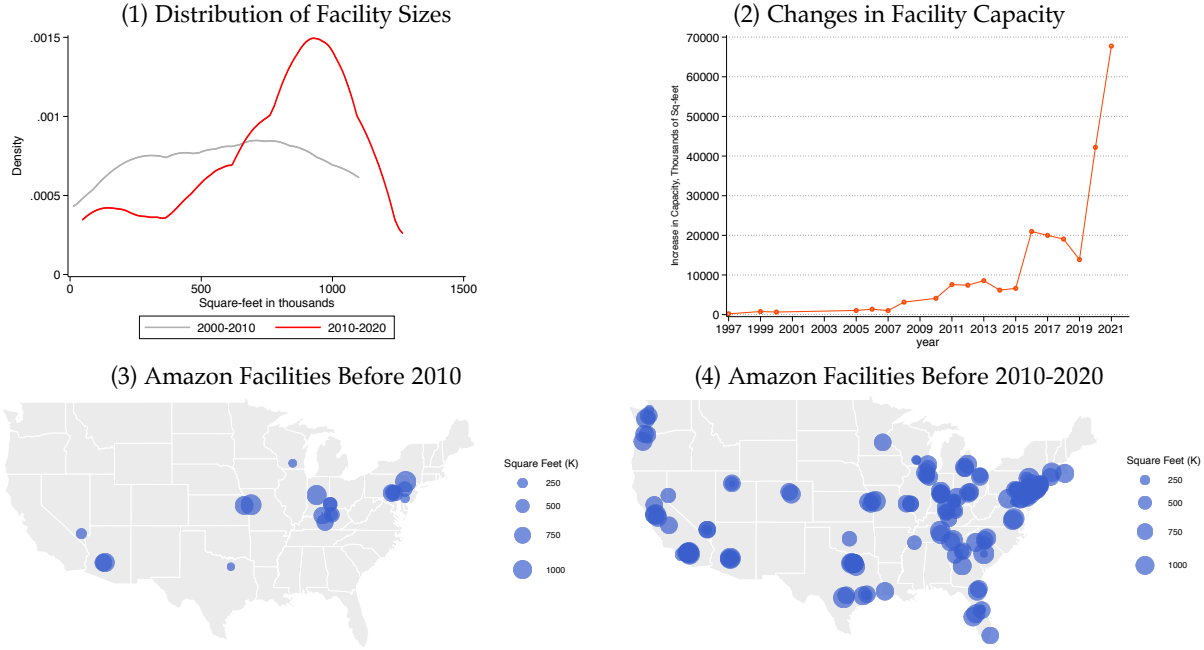 (1) Distribution of Facility Sizes
.0015
.001
.0005
0
Density
0 500 1000 1500
Square-feet in thousands
2000-2010 2010-2020
(2) Changes in Facility Capacity
70000
60000
50000
40000
30000
20000
10000
0
Increase in Capacity, Thousands of Sq-feet
1997 1999 2001 2003 2005 2007 2009 2011 2013 2015 2017 2019 2021
year
(3) Amazon Facilities Before 2010
Square Feet (K)
250
500
750
1000
(4) Amazon Facilities Before 2010-2020
Square Feet (K)
250
500
750
1000